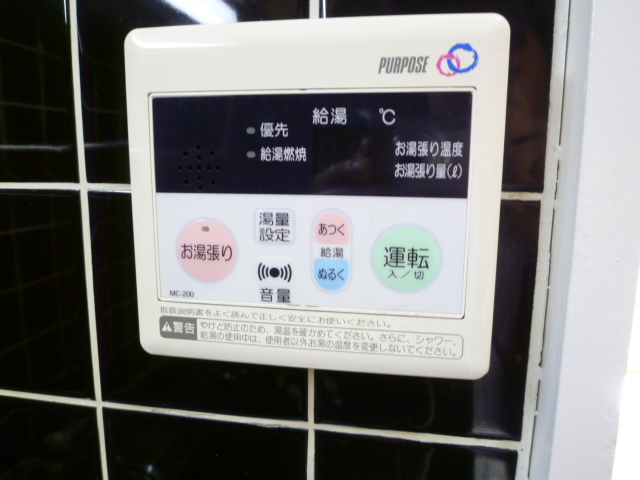 PURPOSE
給湯 ℃
優先
給湯燃焼
お湯張り温度
お湯張り量(ℓ)
お湯張り
湯量
設定
音量
あつく
給湯
ぬるく
運転
入/切
MC-200
取扱説明書をよく読んで正しく安全にお使いください。
警告
やけど防止のため、湯温を確かめてください。さらに、シャワー、
給湯の使用中は、使用者以外お湯の温度を変更しないでください。